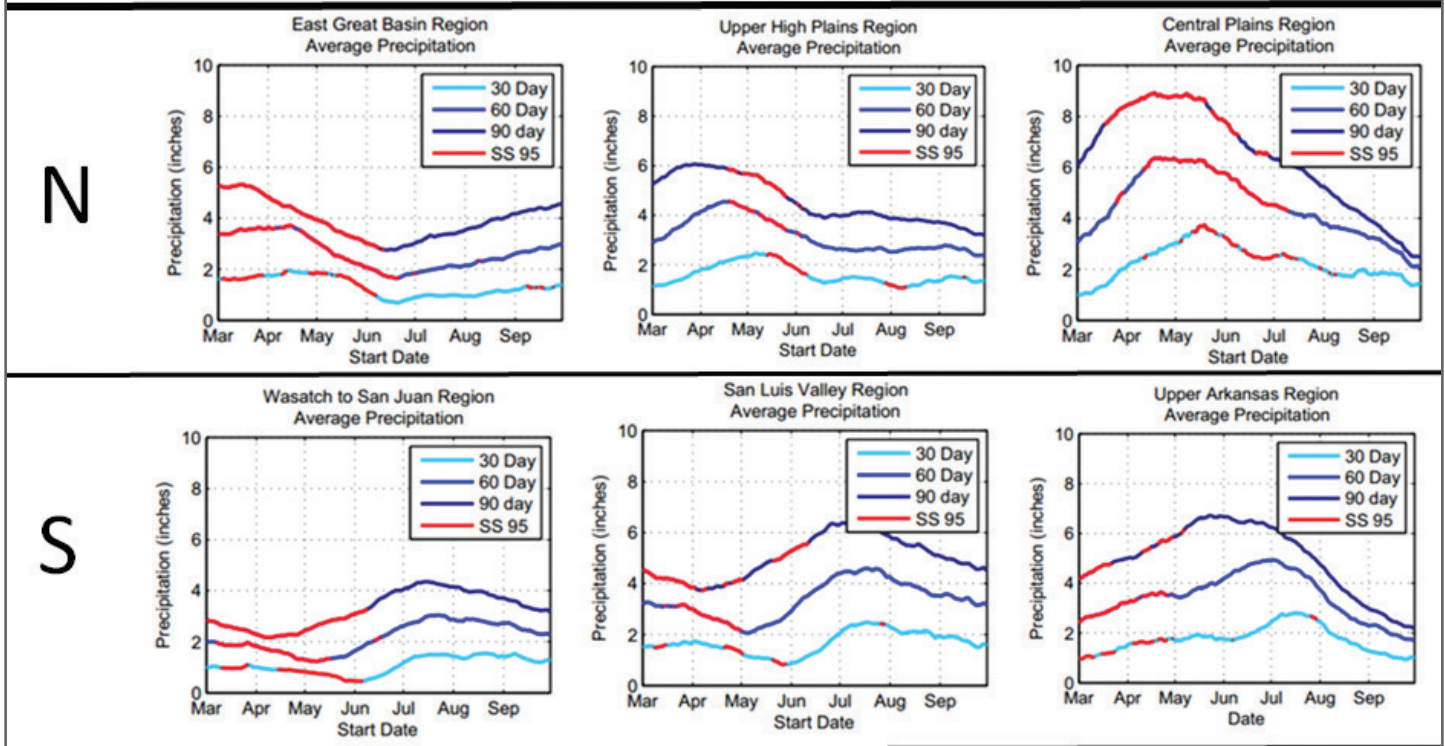 East Great Basin Region
Average Precipitation
10
8
6
4
2
0
Precipitation (inches)
30 Day
60 Day
90 day
SS 95
Mar Apr May Jun Jul Aug Sep
Start Date
Upper High Plains Region
Average Precipitation
10
8
6
4
2
0
Precipitation (inches)
30 Day
60 Day
90 day
SS 95
Mar Apr May Jun Jul Aug Sep
Start Date
Central Plains Region
Average Precipitation
10
8
6
4
2
0
Precipitation (inches)
30 Day
60 Day
90 day
SS 95
Mar Apr May Jun Jul Aug Sep
Start Date
N
Wasatch to San Juan Region
Average Precipitation
10
8
6
4
2
0
Precipitation (inches)
30 Day
60 Day
90 day
SS 95
Mar Apr May Jun Jul Aug Sep
Start Date
San Luis Valley Region
Average Precipitation
10
8
6
4
2
0
Precipitation (inches)
30 Day
60 Day
90 day
SS 95
Mar Apr May Jun Jul Aug Sep
Start Date
Upper Arkansas Region
Average Precipitation
10
8
6
4
2
0
Precipitation (inches)
30 Day
60 Day
90 day
SS 95
Mar Apr May Jun Jul Aug Sep
Date
S